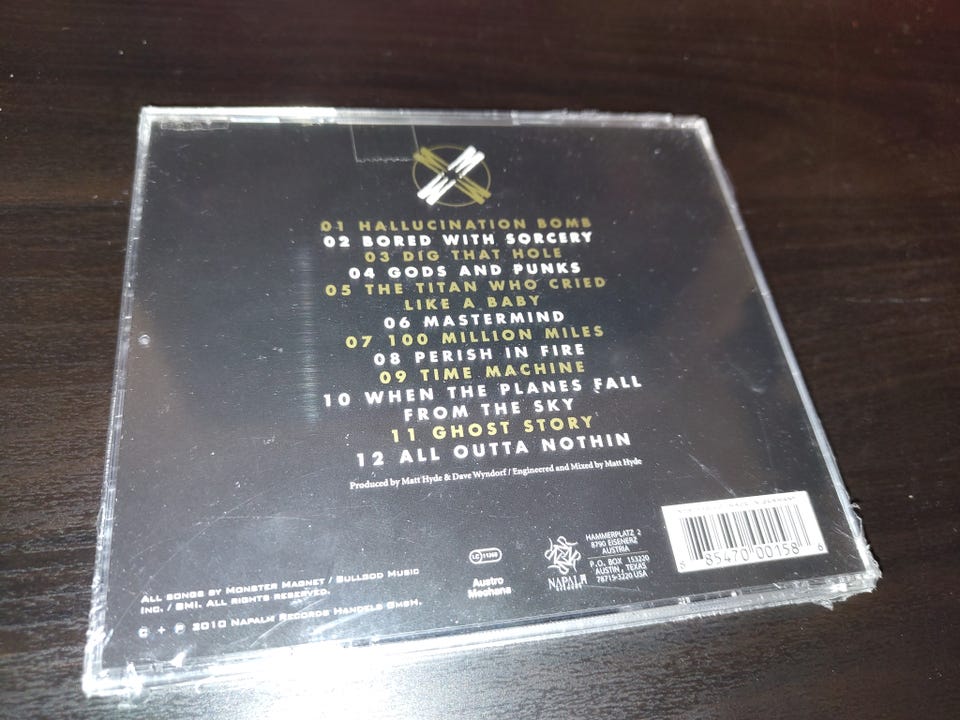 01 HALLUCINATION BOMB
02 BORED WITH SORCERY
03 DIG THAT HOLE
04 GODS AND PUNKS
05 THE TITAN WHO CRIED
LIKE A BABY
06 MASTERMIND
07 100 MILLION MILES
08 PERISH IN FIRE
09 TIME MACHINE
10 WHEN THE PLANES FALL
FROM THE SKY
11 GHOST STORY
12 ALL OUTTA NOTHIN
Produced by Matt Hyde & Dave Wyndorf / Engineered and Mixed by Matt Hyde
ALL SONGS BY MONSTER MAGNET / BULLGOD MUSIC
INC. / BMI. ALL RIGHTS RESERVED.
© + ℗ 2010 NAPALM RECORDS HANDELS GMBH.
LC 11368
Austro
Mechana
NAPALM
RECORDS
HAMMERPLATZ 2
8790 EISENERZ
AUSTRIA
P.O. BOX 153220
AUSTIN, TEXAS
78715-3220 USA
8 85470 00158 6